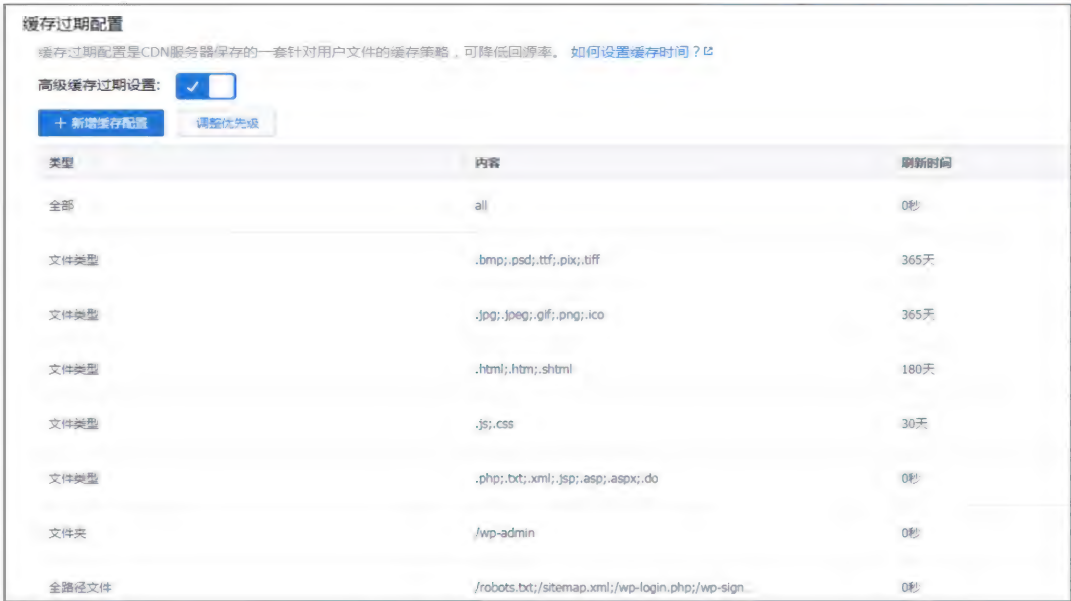 缓存过期配置
缓存过期配置是CDN服务器保存的一套针对用户文件的缓存策略，可降低回源率。 如何设置缓存时间？
高级缓存过期设置:
+ 新增缓存配置 调整优先级
类型 内容 刷新时间
全部 all 0秒
文件类型 .bmp;.psd;.ttf;.pix;.tiff 365天
文件类型 .jpg;.jpeg;.gif;.png;.ico 365天
文件类型 .html;.htm;.shtml 180天
文件类型 .js;.css 30天
文件类型 .php;.txt;.xml;.jsp;.asp;.aspx;.do 0秒
文件夹 /wp-admin 0秒
全路径文件 /robots.txt;/sitemap.xml;/wp-login.php;/wp-sign... 0秒